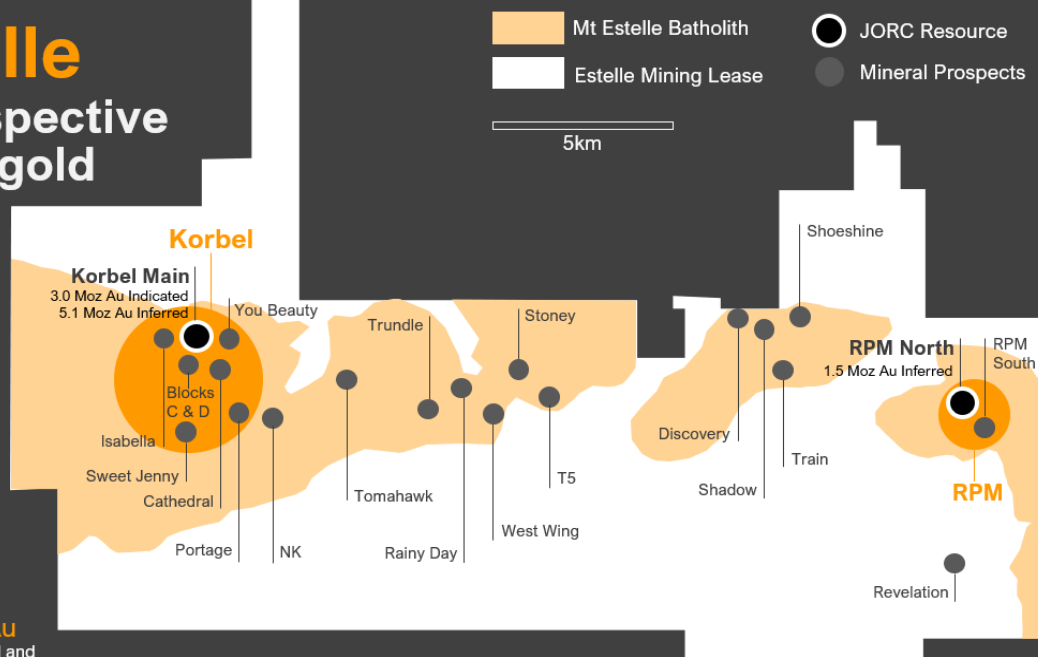 lle
spective
gold
Mt Estelle Batholith
Estelle Mining Lease
5km
JORC Resource
Mineral Prospects
Korbel
Korbel Main
3.0 Moz Au Indicated
5.1 Moz Au Inferred
You Beauty
Blocks
C & D
Isabella
Sweet Jenny
Cathedral
Portage
NK
Trundle
Stoney
Tomahawk
Rainy Day
West Wing
T5
Shoeshine
Discovery
Shadow
Train
RPM North
1.5 Moz Au Inferred
RPM
South
RPM
Revelation
Au
and